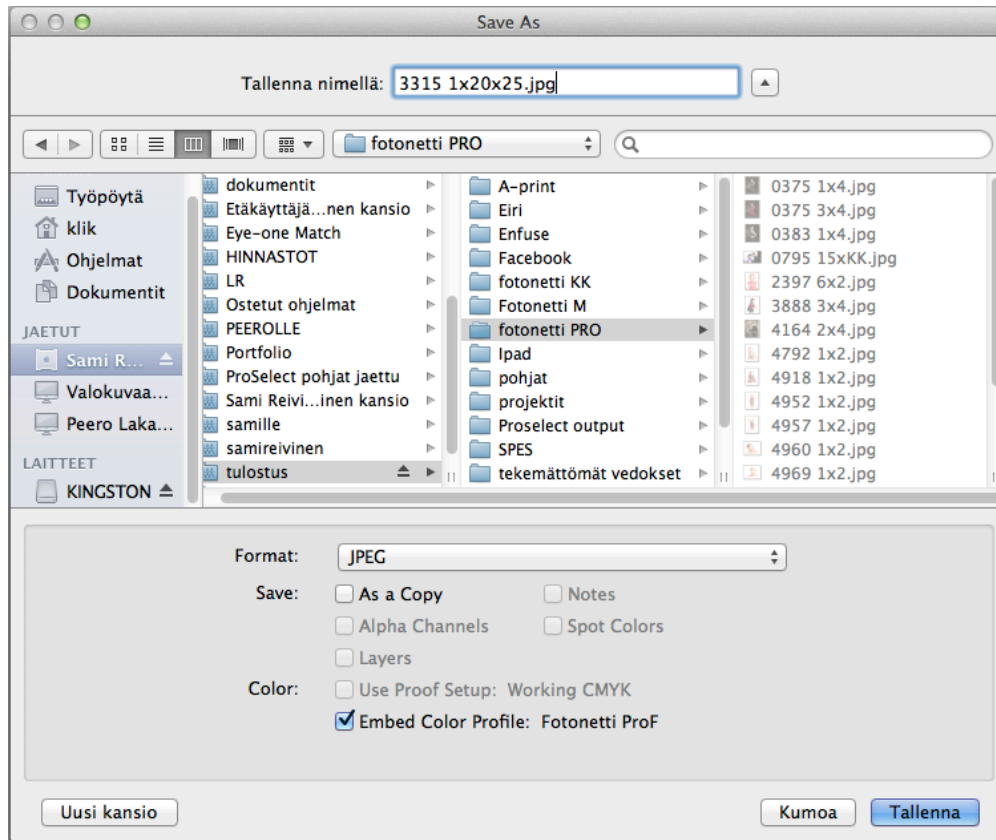 Save As
Tallenna nimellä: 3315 1x20x25.jpg
fotonetti PRO
Työpöytä
klik
Ohjelmat
Dokumentit
JAETUT
Sami R...
Valokuvaa...
Peero Laka...
LAITTEET
KINGSTON
dokumentit
Etäkäyttäjä...nen kansio
Eye-one Match
HINNASTOT
LR
Ostetut ohjelmat
PEEROLLE
Portfolio
ProSelect pohjat jaettu
Sami Reivi...inen kansio
samille
samireivinen
tulostus
A-print
Eiri
Enfuse
Facebook
fotonetti KK
Fotonetti M
fotonetti PRO
Ipad
pohjat
projektit
Proselect output
SPES
tekemättömät vedokset
0375 1x4.jpg
0375 3x4.jpg
0383 1x4.jpg
0795 15xKK.jpg
2397 6x2.jpg
3888 3x4.jpg
4164 2x4.jpg
4792 1x2.jpg
4918 1x2.jpg
4952 1x2.jpg
4957 1x2.jpg
4960 1x2.jpg
4969 1x2.jpg
Format: JPEG
Save: As a Copy Notes
Alpha Channels Spot Colors
Layers
Color: Use Proof Setup: Working CMYK
Embed Color Profile: Fotonetti ProF
Uusi kansio Kumoa Tallenna